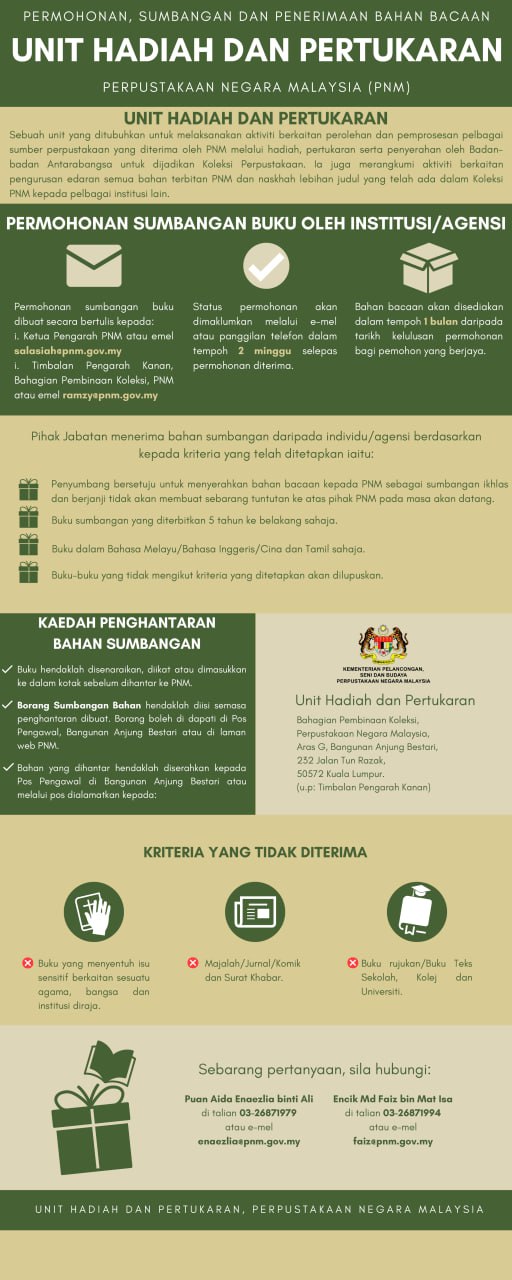 PERMOHONAN, SUMBANGAN DAN PENERIMAAN BAHAN BACAAN
UNIT HADIAH DAN PERTUKARAN
PERPUSTAKAAN NEGARA MALAYSIA (PNM)
UNIT HADIAH DAN PERTUKARAN
Sebuah unit yang ditubuhkan untuk melaksanakan aktiviti berkaitan perolehan dan pemprosesan pelbagai
sumber perpustakaan yang diterima oleh PNM melalui hadiah, pertukaran serta penyerahan oleh Badan-
badan Antarabangsa untuk dijadikan Koleksi Perpustakaan. Ia juga merangkumi aktiviti berkaitan
pengurusan edaran semua bahan terbitan PNM dan naskhah lebihan judul yang telah ada dalam Koleksi
PNM kepada pelbagai institusi lain.
PERMOHONAN SUMBANGAN BUKU OLEH INSTITUSI/AGENSI
Permohonan sumbangan buku
dibuat secara bertulis kepada:
i. Ketua Pengarah PNM atau emel
salasiah@pnm.gov.my
i. Timbalan Pengarah Kanan,
Bahagian Pembinaan Koleksi, PNM
atau emel ramzy@pnm.gov.my
Status permohonan akan
dimaklumkan melalui e-mel
atau panggilan telefon dalam
tempoh 2 minggu selepas
permohonan diterima.
Bahan bacaan akan disediakan
dalam tempoh 1 bulan daripada
tarikh kelulusan permohonan
bagi pemohon yang berjaya.
Pihak Jabatan menerima bahan sumbangan daripada individu/agensi berdasarkan
kepada kriteria yang telah ditetapkan iaitu:
Penyumbang bersetuju untuk menyerahkan bahan bacaan kepada PNM sebagai sumbangan ikhlas
dan berjanji tidak akan membuat sebarang tuntutan ke atas pihak PNM pada masa akan datang.
Buku sumbangan yang diterbitkan 5 tahun ke belakang sahaja.
Buku dalam Bahasa Melayu/Bahasa Inggeris/Cina dan Tamil sahaja.
Buku-buku yang tidak mengikut kriteria yang ditetapkan akan dilupuskan.
KAEDAH PENGHANTARAN
BAHAN SUMBANGAN
Buku hendaklah disenaraikan, diikat atau dimasukkan
ke dalam kotak sebelum dihantar ke PNM.
Borang Sumbangan Bahan hendaklah diisi semasa
penghantaran dibuat. Borang boleh di dapati di Pos
Pengawal, Bangunan Anjung Bestari atau di laman
web PNM.
Bahan yang dihantar hendaklah diserahkan kepada
Pos Pengawal di Bangunan Anjung Bestari atau
melalui pos dialamatkan kepada:
KEMENTERIAN PELANCONGAN,
SENI DAN BUDAYA
PERPUSTAKAAN NEGARA MALAYSIA
Unit Hadiah dan Pertukaran
Bahagian Pembinaan Koleksi,
Perpustakaan Negara Malaysia,
Aras G, Bangunan Anjung Bestari,
232 Jalan Tun Razak,
50572 Kuala Lumpur.
(u.p: Timbalan Pengarah Kanan)
KRITERIA YANG TIDAK DITERIMA
Buku yang menyentuh isu
sensitif berkaitan sesuatu
agama, bangsa dan
institusi diraja.
Majalah/Jurnal/Komik
dan Surat Khabar.
Buku rujukan/Buku Teks
Sekolah, Kolej dan
Universiti.
Sebarang pertanyaan, sila hubungi:
Puan Aida Enaezlia binti Ali
di talian 03-26871979
atau e-mel
enaezlia@pnm.gov.my
Encik Md Faiz bin Mat Isa
di talian 03-26871994
atau e-mel
faiz@pnm.gov.my
UNIT HADIAH DAN PERTUKARAN, PERPUSTAKAAN NEGARA MALAYSIA